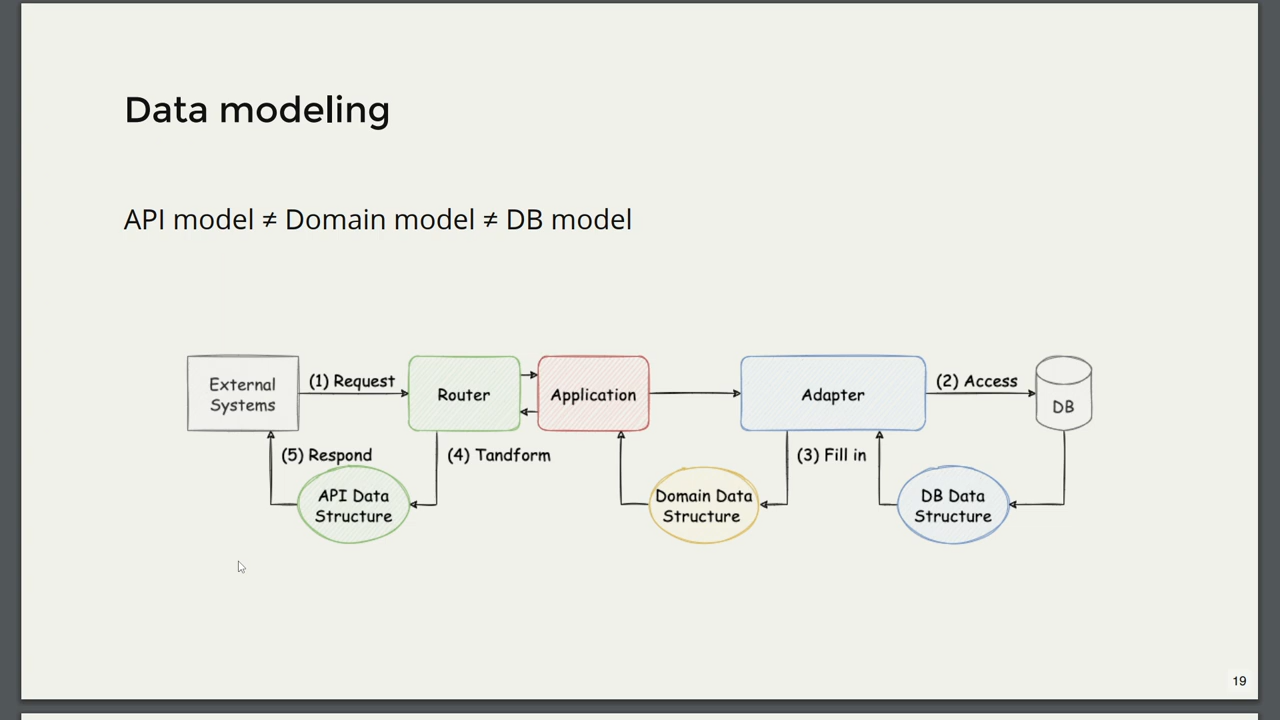 Data modeling
API model ≠ Domain model ≠ DB model
External
Systems
(1) Request
Router
Application
Adapter
(2) Access
DB
(5) Respond
(4) Tandform
(3) Fill in
API Data
Structure
Domain Data
Structure
DB Data
Structure
19